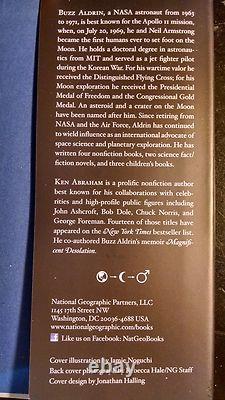 BUZZ ALDRIN, a NASA astronaut from 1963
to 1971, is best known for the Apollo 11 mission,
when, on July 20, 1969, he and Neil Armstrong
became the first humans ever to set foot on the
Moon. He holds a doctoral degree in astronau-
tics from MIT and served as a jet fighter pilot
during the Korean War. For his wartime valor he
received the Distinguished Flying Cross; for his
Moon exploration he received the Presidential
Medal of Freedom and the Congressional Gold
Medal. An asteroid and a crater on the Moon
have been named after him. Since retiring from
NASA and the Air Force, Aldrin has continued
to wield influence as an international advocate of
space science and planetary exploration. He has
written four nonfiction books, two science fact/
fiction novels, and three children's books.
KEN ABRAHAM is a prolific nonfiction author
best known for his collaborations with celeb-
rities and high-profile public figures including
John Ashcroft, Bob Dole, Chuck Norris, and
George Foreman. Fourteen of those titles have
appeared on the New York Times bestseller list.
He co-authored Buzz Aldrin's memoir Magnifi-
cent Desolation.
National Geographic Partners, LLC
1145 17th Street NW
Washington, DC 20036-4688 USA
www.nationalgeographic.com/books
f Like us on Facebook: NatGeoBooks
Cover illustration by Jamie Noguchi
Back cover Rebecca Hale/NG Staff
Cover design by Jonathan Halling
ebay